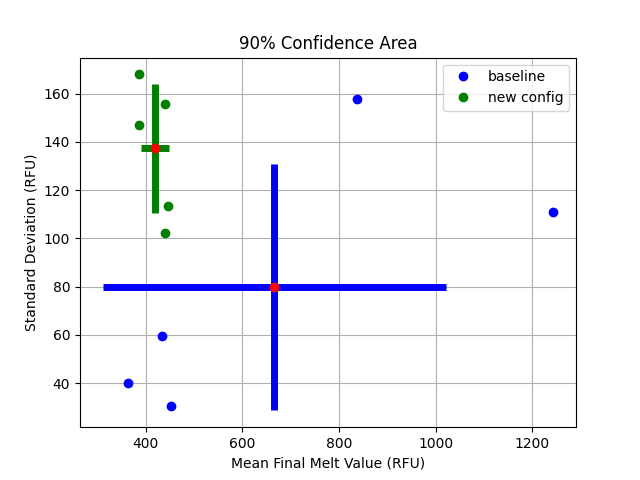 90% Confidence Area
baseline
new config
160
140
120
100
80
60
40
Standard Deviation (RFU)
400 600 800 1000 1200
Mean Final Melt Value (RFU)